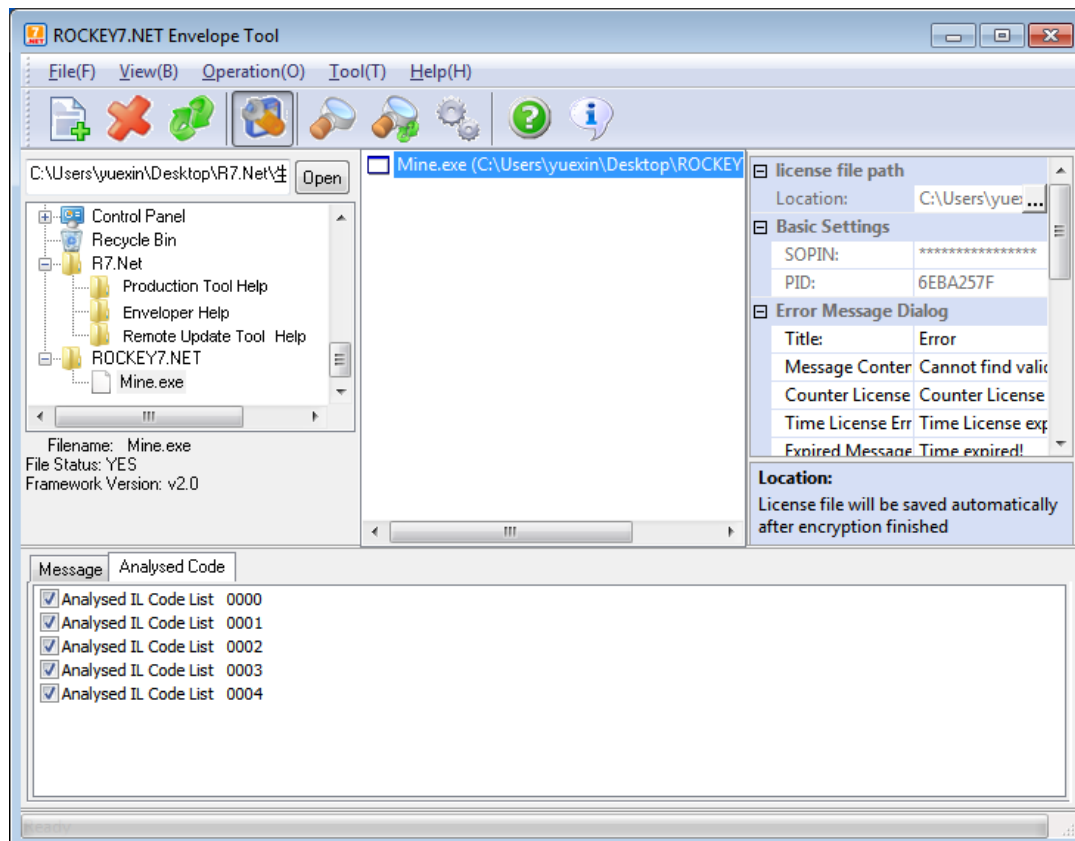 ROCKEY7.NET Envelope Tool
File(F) View(B) Operation(O) Tool(T) Help(H)
C:\Users\yuexin\Desktop\R7.Net\生
Open
Control Panel
Recycle Bin
R7.Net
Production Tool Help
Enveloper Help
Remote Update Tool Help
ROCKEY7.NET
Mine.exe
Filename: Mine.exe
File Status: YES
Framework Version: v2.0
Mine.exe (C:\Users\yuexin\Desktop\ROCKEY
license file path
Location: C:\Users\yuex ...
Basic Settings
SOPIN: ****************
PID: 6EBA257F
Error Message Dialog
Title: Error
Message Conter Cannot find valid
Counter License Counter License
Time License Err Time License exp
Expired Message Time expired!
Location:
License file will be saved automatically
after encryption finished
Message Analysed Code
Analysed IL Code List 0000
Analysed IL Code List 0001
Analysed IL Code List 0002
Analysed IL Code List 0003
Analysed IL Code List 0004
Ready